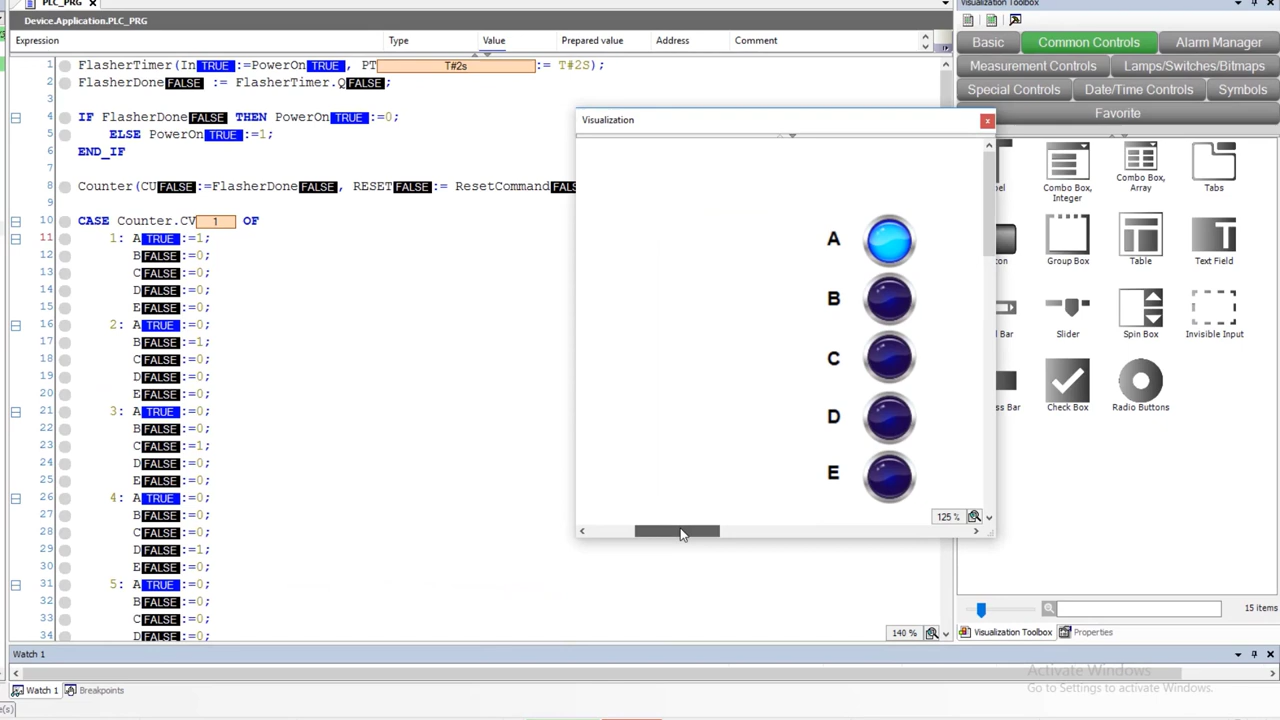 PLC_PRG
Device.Application.PLC_PRG
Expression Type Value Prepared value Address Comment
1 FlasherTimer(In TRUE :=PowerOn TRUE , PT T#2s := T#2S);
2 FlasherDone FALSE := FlasherTimer.Q FALSE ;
3
4 IF FlasherDone FALSE THEN PowerOn TRUE :=0;
5 ELSE PowerOn TRUE :=1;
6 END_IF
7
8 Counter(CU FALSE :=FlasherDone FALSE , RESET FALSE := ResetCommand FALS
9
10 CASE Counter.CV 1 OF
11 1: A TRUE :=1;
12 B FALSE :=0;
13 C FALSE :=0;
14 D FALSE :=0;
15 E FALSE :=0;
16 2: A TRUE :=0;
17 B FALSE :=1;
18 C FALSE :=0;
19 D FALSE :=0;
20 E FALSE :=0;
21 3: A TRUE :=0;
22 B FALSE :=0;
23 C FALSE :=1;
24 D FALSE :=0;
25 E FALSE :=0;
26 4: A TRUE :=0;
27 B FALSE :=0;
28 C FALSE :=0;
29 D FALSE :=1;
30 E FALSE :=0;
31 5: A TRUE :=0;
32 B FALSE :=0;
33 C FALSE :=0;
34 D FALSE :=0;
140 %
Visualization
A
B
C
D
E
125 %
Visualization Toolbox
Basic Common Controls Alarm Manager
Measurement Controls Lamps/Switches/Bitmaps
Special Controls Date/Time Controls Symbols
Favorite
Combo Box, Integer
Combo Box, Array
Tabs
Group Box
Table
Text Field
Slider
Spin Box
Invisible Input
Check Box
Radio Buttons
15 items
Visualization Toolbox Properties
Watch 1
Watch 1 Breakpoints
Activate Windows
Go to Settings to activate Windows.